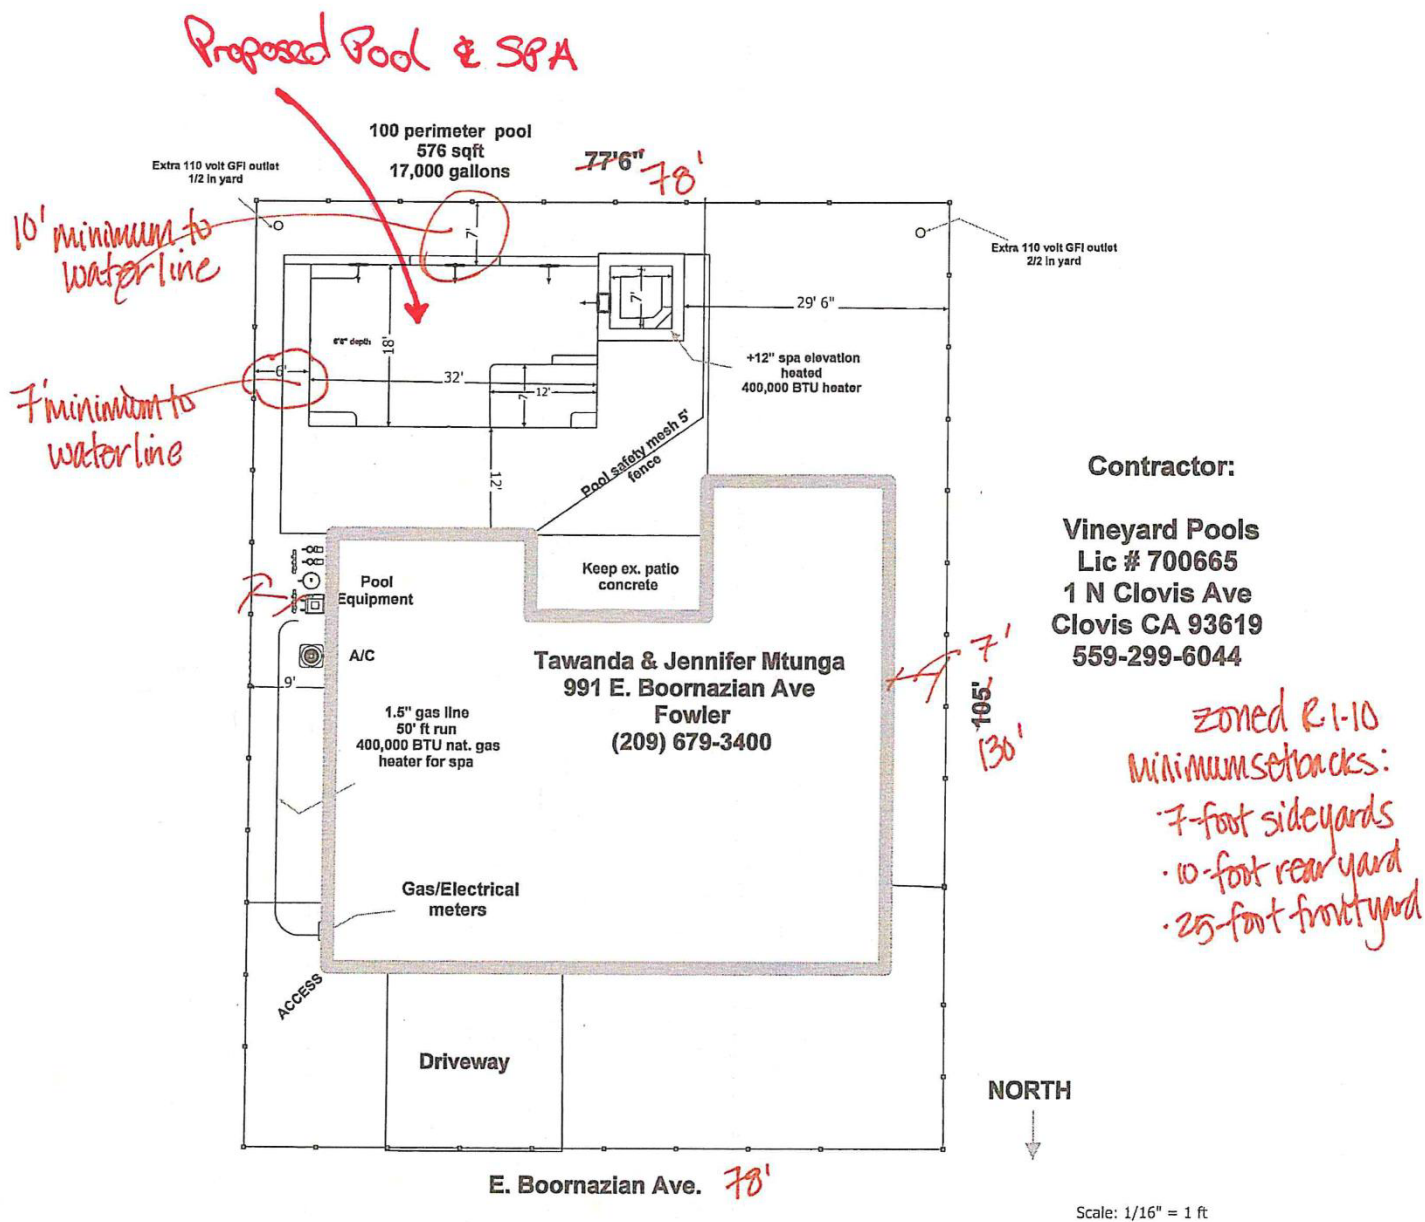 Proposed Pool & SPA
100 perimeter pool
576 sqft
17,000 gallons
77'6"
78'
Extra 110 volt GFI outlet
1/2 in yard
10' minimum to
waterline
7'
Extra 110 volt GFI outlet
2/2 in yard
7'
29' 6"
6'6" depth
18'
+12" spa elevation
heated
400,000 BTU heater
6'
32'
7'
12'
7' minimum to
waterline
Pool safety mesh 5'
fence
12'
Contractor:
Vineyard Pools
Lic # 700665
1 N Clovis Ave
Clovis CA 93619
559-299-6044
Keep ex. patio
concrete
Pool
Equipment
A/C
Tawanda & Jennifer Mtunga
991 E. Boornazian Ave
Fowler
(209) 679-3400
7'
9'
105'
130'
1.5" gas line
50' ft run
400,000 BTU nat. gas
heater for spa
zoned R-1-10
minimum setbacks:
·7-foot sideyards
·10-foot rear yard
·25-foot frontyard
Gas/Electrical
meters
ACCESS
Driveway
NORTH
E. Boornazian Ave.
78'
Scale: 1/16" = 1 ft